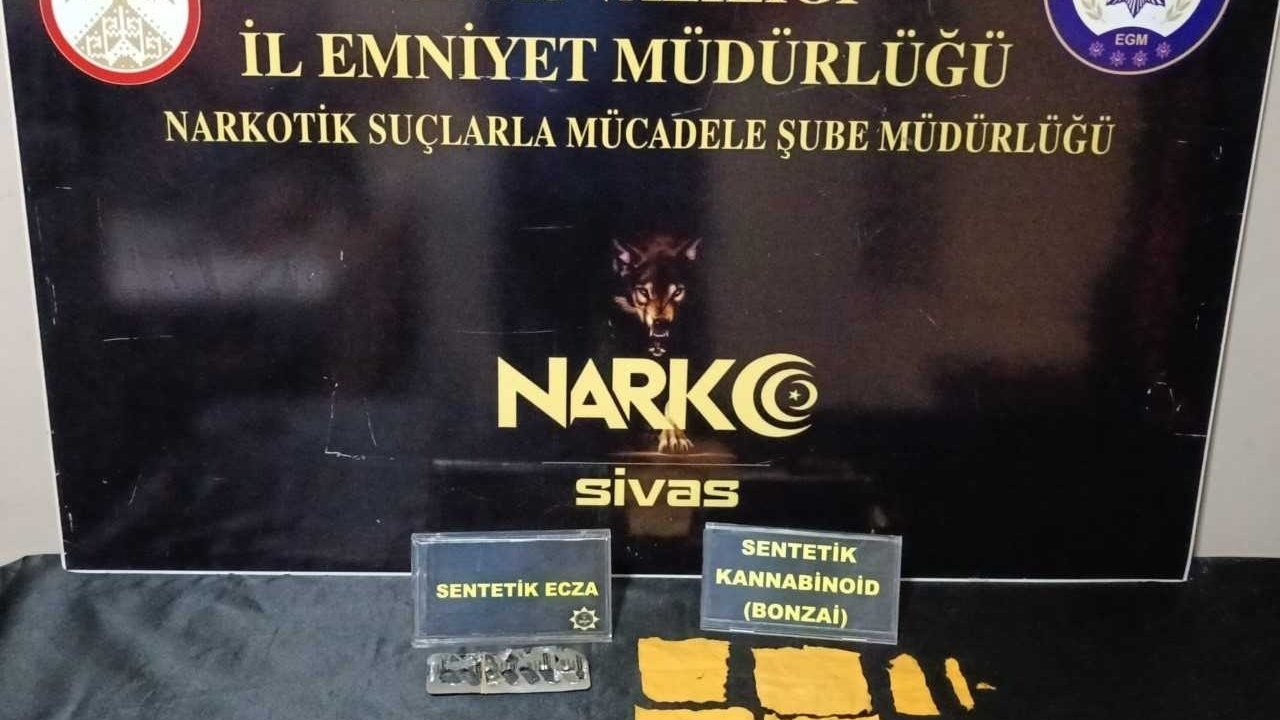 İL EMNİYET MÜDÜRLÜĞÜ
EGM
NARKOTİK SUÇLARLA MÜCADELE ŞUBE MÜDÜRLÜĞÜ
NARKO
sivas
SENTETİK ECZA
SENTETİK
KANNABİNOİD
(BONZAİ)